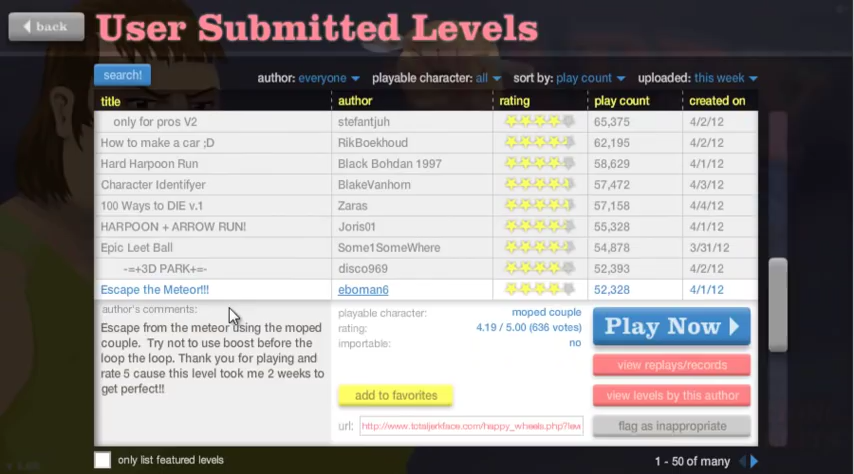 back
User Submitted Levels
search!
author: everyone playable character: all sort by: play count uploaded: this week
title author rating play count created on
only for pros V2 stefantjuh 65,375 4/2/12
How to make a car ;D RikBoekhoud 62,195 4/2/12
Hard Harpoon Run Black Bohdan 1997 58,629 4/1/12
Character Identifyer BlakeVanhorn 57,472 4/3/12
100 Ways to DIE v.1 Zaras 57,158 4/4/12
HARPOON + ARROW RUN! Joris01 55,328 4/1/12
Epic Leet Ball Some1SomeWhere 54,878 3/31/12
-=+3D PARK+=- disco969 52,393 4/2/12
Escape the Meteor!!! eboman6 52,328 4/1/12
author's comments:
Escape from the meteor using the moped
couple. Try not to use boost before the
loop the loop. Thank you for playing and
rate 5 cause this level took me 2 weeks to
get perfect!!
playable character: moped couple
rating: 4.19 / 5.00 (636 votes)
importable: no
add to favorites
url: http://www.totaljerkface.com/happy_wheels.php?lev
Play Now
view replays/records
view levels by this author
flag as inappropriate
only list featured levels
1 - 50 of many